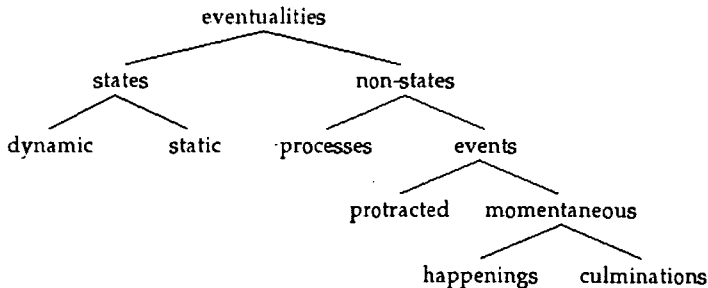 eventualities
states non-states
dynamic static processes events
protracted momentaneous
happenings culminations